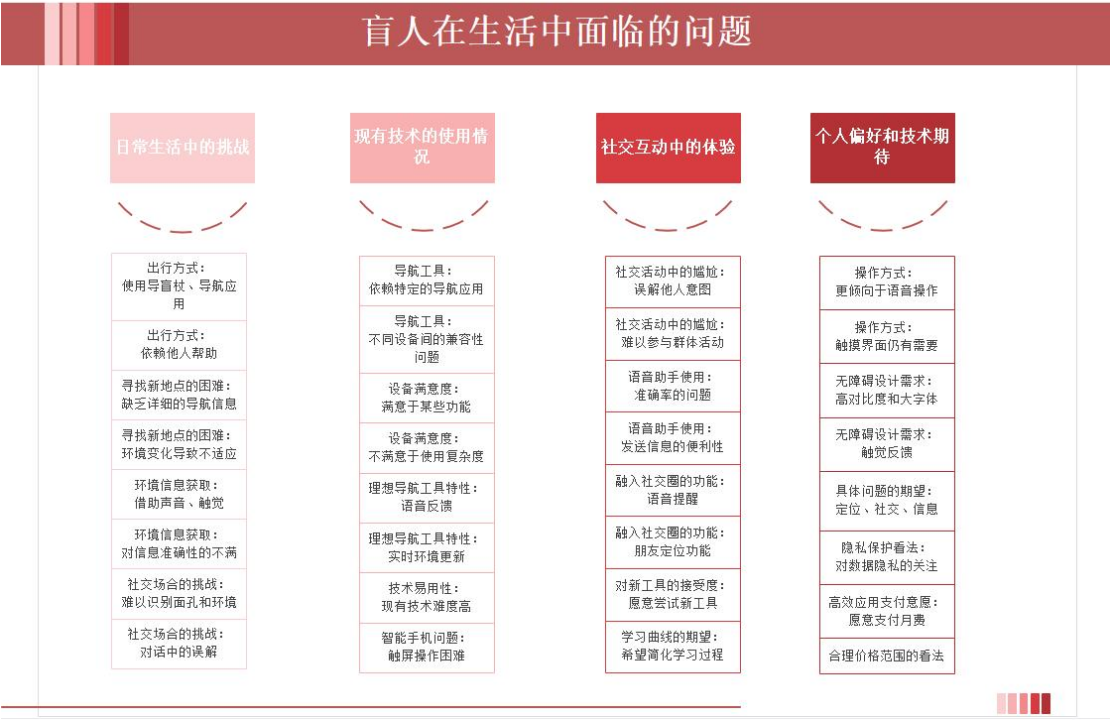 盲人在生活中面临的问题
日常生活中的挑战
出行方式：
使用导盲杖、导航应
用
出行方式：
依赖他人帮助
寻找新地点的困难：
缺乏详细的导航信息
寻找新地点的困难：
环境变化导致不适应
环境信息获取：
借助声音、触觉
环境信息获取：
对信息准确性的不满
社交场合的挑战：
难以识别面孔和环境
社交场合的挑战：
对话中的误解
现有技术的使用情
况
导航工具：
依赖特定的导航应用
导航工具：
不同设备间的兼容性
问题
设备满意度：
满意于某些功能
设备满意度：
不满意于使用复杂度
理想导航工具特性：
语音反馈
理想导航工具特性：
实时环境更新
技术易用性：
现有技术难度高
智能手机问题：
触屏操作困难
社交互动中的体验
社交活动中的尴尬：
误解他人意图
社交活动中的尴尬：
难以参与群体活动
语音助手使用：
准确率的问题
语音助手使用：
发送信息的便利性
融入社交圈的功能：
语音提醒
融入社交圈的功能：
朋友定位功能
对新工具的接受度：
愿意尝试新工具
学习曲线的期望：
希望简化学习过程
个人偏好和技术期
待
操作方式：
更倾向于语音操作
操作方式：
触摸界面仍有需要
无障碍设计需求：
高对比度和大字体
无障碍设计需求：
触觉反馈
具体问题的期望：
定位、社交、信息
隐私保护看法：
对数据隐私的关注
高效应用支付意愿：
愿意支付月费
合理价格范围的看法